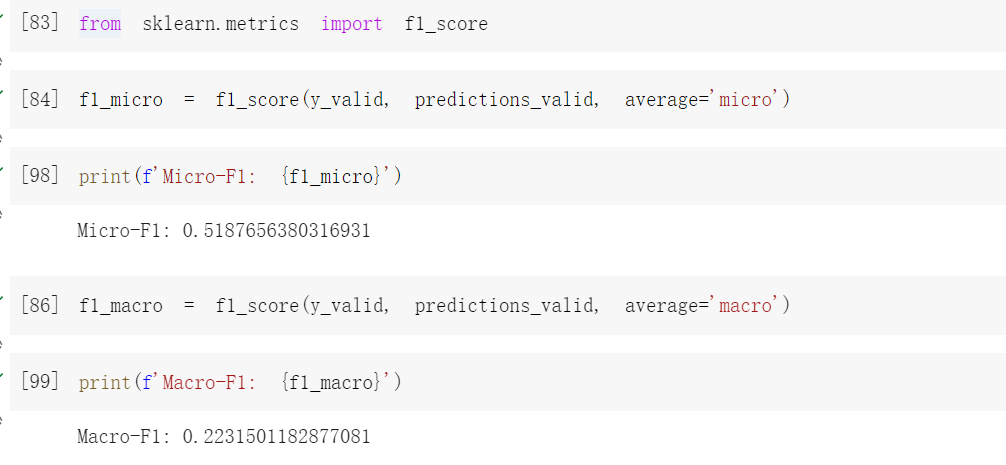 [83] from sklearn.metrics import f1_score
[84] f1_micro = f1_score(y_valid, predictions_valid, average='micro')
[98] print(f'Micro-F1: {f1_micro}')
Micro-F1: 0.5187656380316931
[86] f1_macro = f1_score(y_valid, predictions_valid, average='macro')
[99] print(f'Macro-F1: {f1_macro}')
Macro-F1: 0.2231501182877081